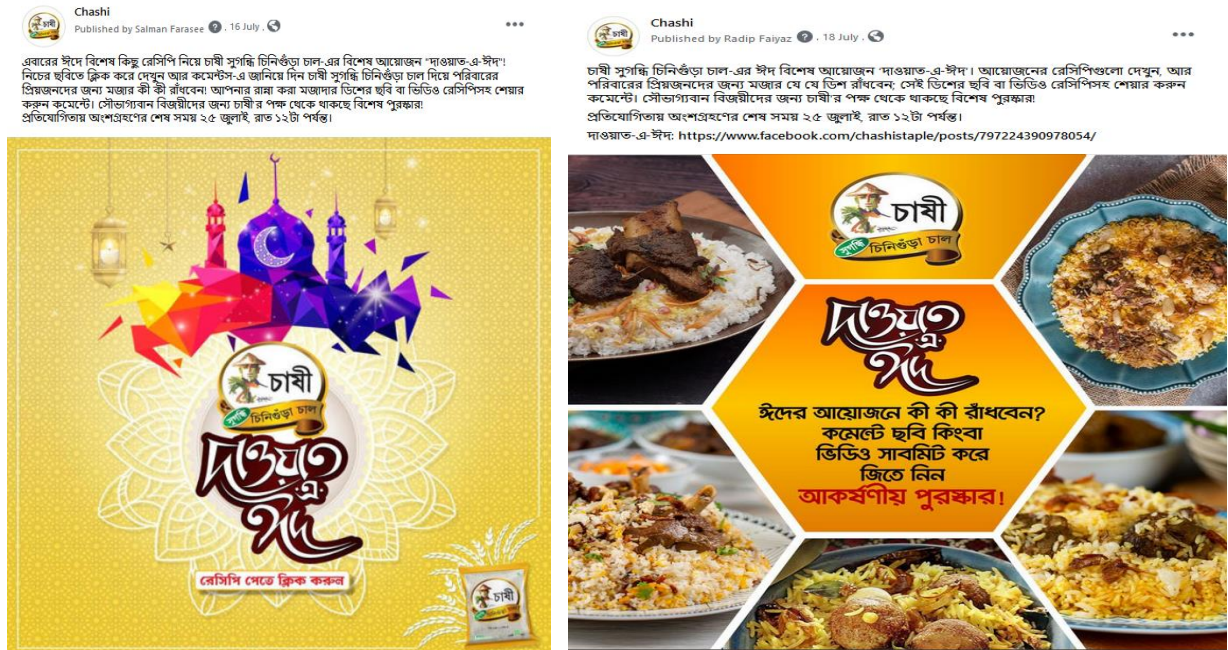 Chashi
Published by Salman Farasee ? . 16 July .
এবারের ঈদে বিশেষ কিছু রেসিপি নিয়ে চাষী সুগন্ধি চিনিগুঁড়া চাল-এর বিশেষ আয়োজন "দাওয়াত-এ-ঈদ"!
নিচের ছবিতে ক্লিক করে দেখুন আর কমেন্টস-এ জানিয়ে দিন চাষী সুগন্ধি চিনিগুঁড়া চাল দিয়ে পরিবারের
প্রিয়জনদের জন্য মজার কী কী রাঁধবেন! আপনার রান্না করা মজাদার ডিশের ছবি বা ভিডিও রেসিপিসহ শেয়ার
করুন কমেন্টে। সৌভাগ্যবান বিজয়ীদের জন্য চাষী'র পক্ষ থেকে থাকছে বিশেষ পুরস্কার!
প্রতিযোগিতায় অংশগ্রহণের শেষ সময় ২৫ জুলাই, রাত ১২টা পর্যন্ত।
চাষী
সুগন্ধি চিনিগুঁড়া চাল
দাওয়াত
-এ-
ঈদ
রেসিপি পেতে ক্লিক করুন
চাষী
Chashi
Published by Radip Faiyaz ? . 18 July .
চাষী সুগন্ধি চিনিগুঁড়া চাল-এর ঈদ বিশেষ আয়োজন "দাওয়াত-এ-ঈদ"। আয়োজনের রেসিপিগুলো দেখুন, আর
পরিবারের প্রিয়জনদের জন্য মজার যে যে ডিশ রাঁধবেন; সেই ডিশের ছবি বা ভিডিও রেসিপিসহ শেয়ার করুন
কমেন্টে। সৌভাগ্যবান বিজয়ীদের জন্য চাষী'র পক্ষ থেকে থাকছে বিশেষ পুরস্কার!
প্রতিযোগিতায় অংশগ্রহণের শেষ সময় ২৫ জুলাই, রাত ১২টা পর্যন্ত।
দাওয়াত-এ-ঈদ: https://www.facebook.com/chashistaple/posts/797224390978054/
চাষী
সুগন্ধি চিনিগুঁড়া চাল
দাওয়াত
-এ-
ঈদ
ঈদের আয়োজনে কী কী রাঁধবেন?
কমেন্টে ছবি কিংবা
ভিডিও সাবমিট করে
জিতে নিন
আকর্ষণীয় পুরস্কার!